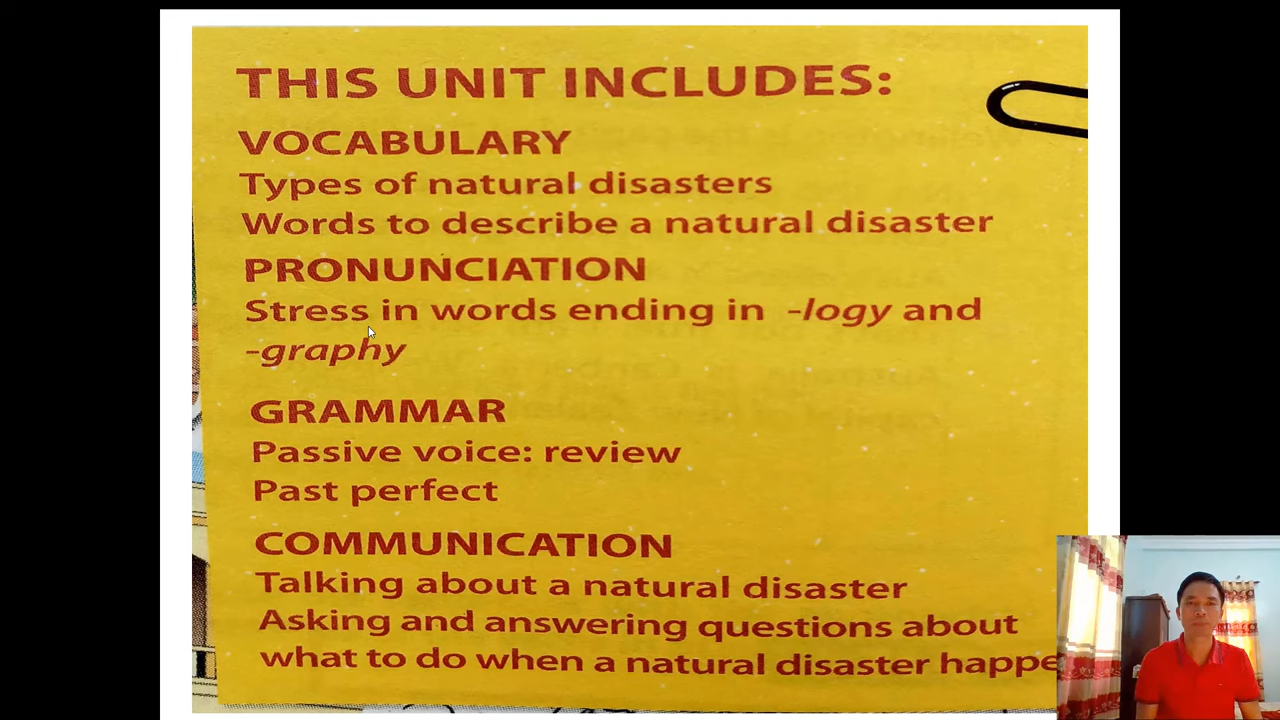 THIS UNIT INCLUDES:
VOCABULARY
Types of natural disasters
Words to describe a natural disaster
PRONUNCIATION
Stress in words ending in -logy and
-graphy
GRAMMAR
Passive voice: review
Past perfect
COMMUNICATION
Talking about a natural disaster
Asking and answering questions about
what to do when a natural disaster happe